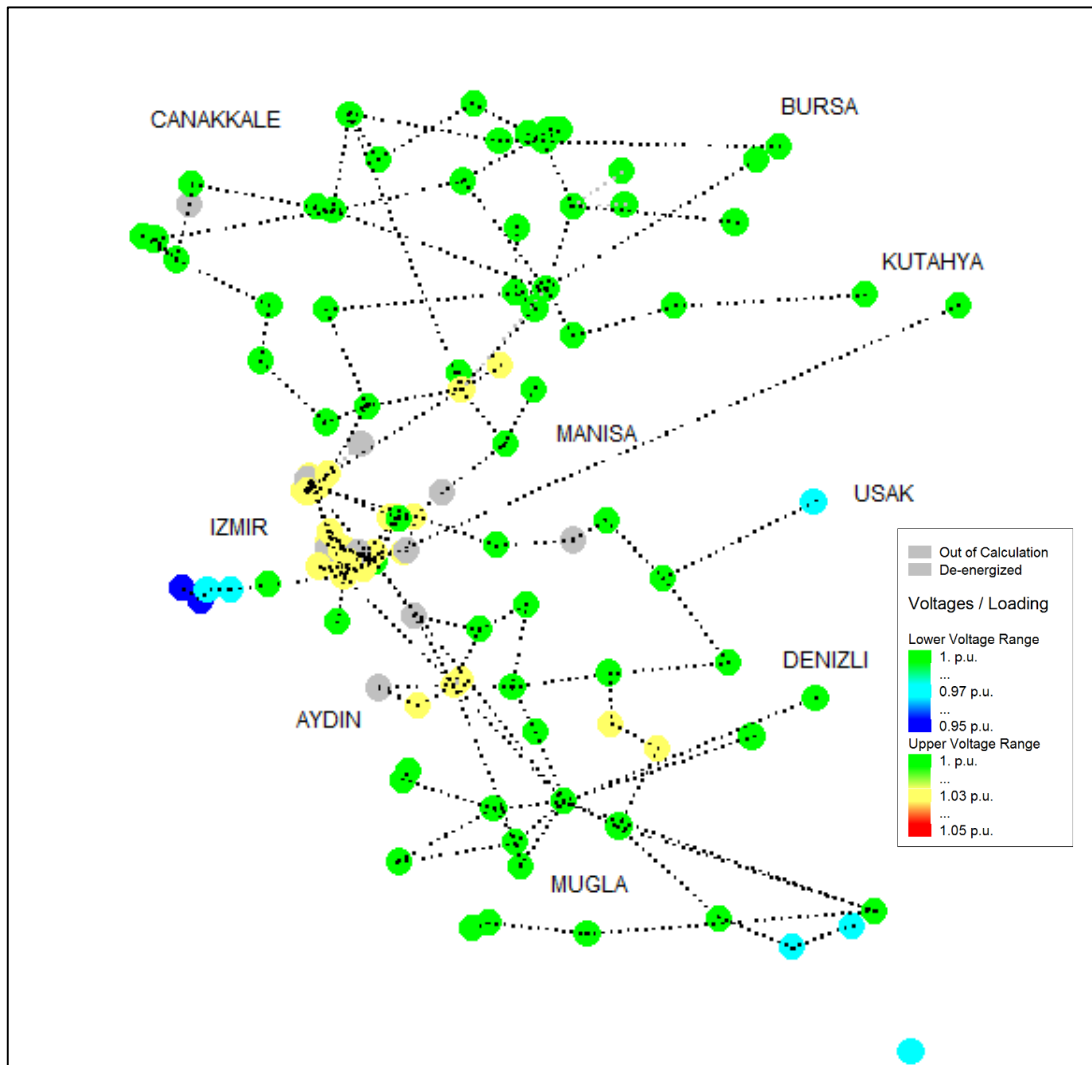 CANAKKALE
BURSA
KUTAHYA
MANISA
USAK
IZMIR
Out of Calculation
De-energized
Voltages / Loading
Lower Voltage Range
1. p.u.
...
0.97 p.u.
...
0.95 p.u.
Upper Voltage Range
1. p.u.
...
1.03 p.u.
...
1.05 p.u.
DENIZLI
AYDIN
MUGLA